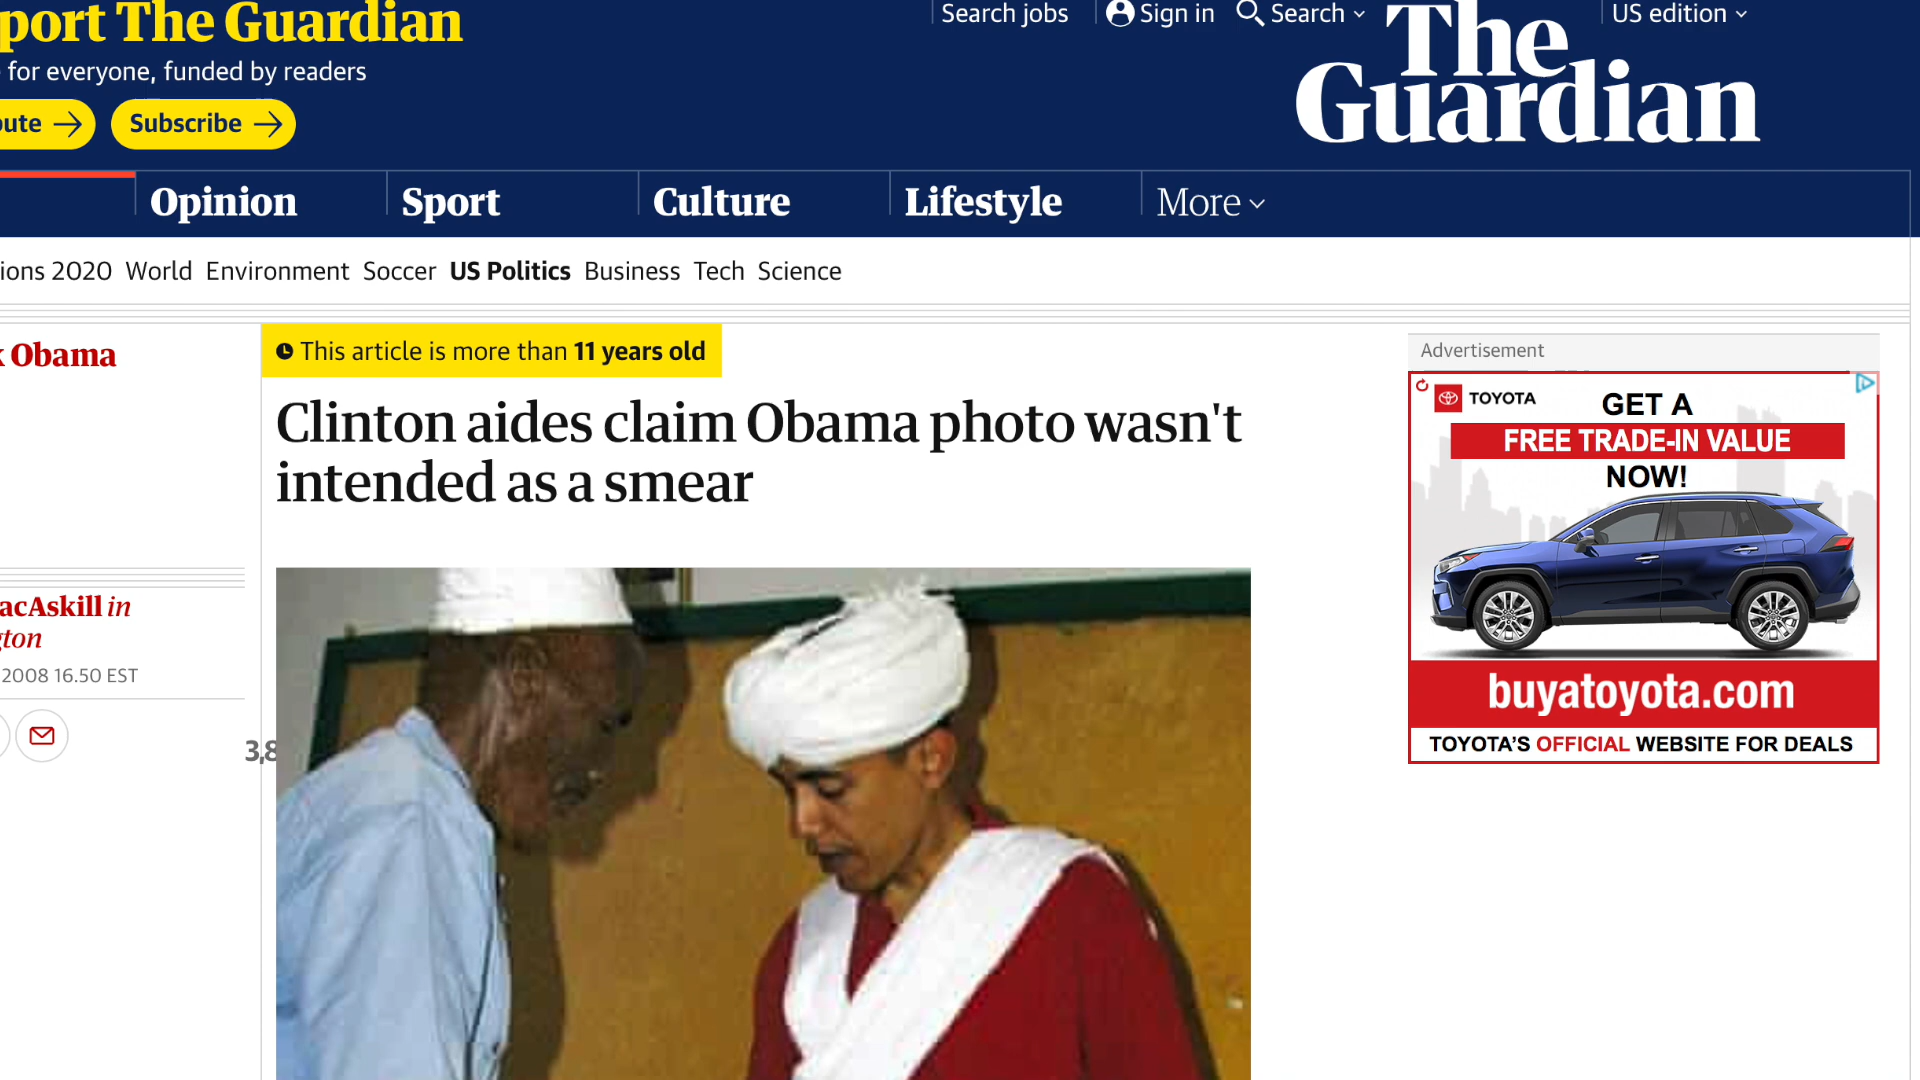 port The Guardian
for everyone, funded by readers
ute → Subscribe →
Search jobs Sign in Search US edition
The
Guardian
Opinion Sport Culture Lifestyle More
ions 2020 World Environment Soccer US Politics Business Tech Science
k Obama
This article is more than 11 years old
Clinton aides claim Obama photo wasn't
intended as a smear
acAskill in
gton
2008 16.50 EST
3,8
Advertisement
TOYOTA
GET A
FREE TRADE-IN VALUE
NOW!
buyatoyota.com
TOYOTA'S OFFICIAL WEBSITE FOR DEALS